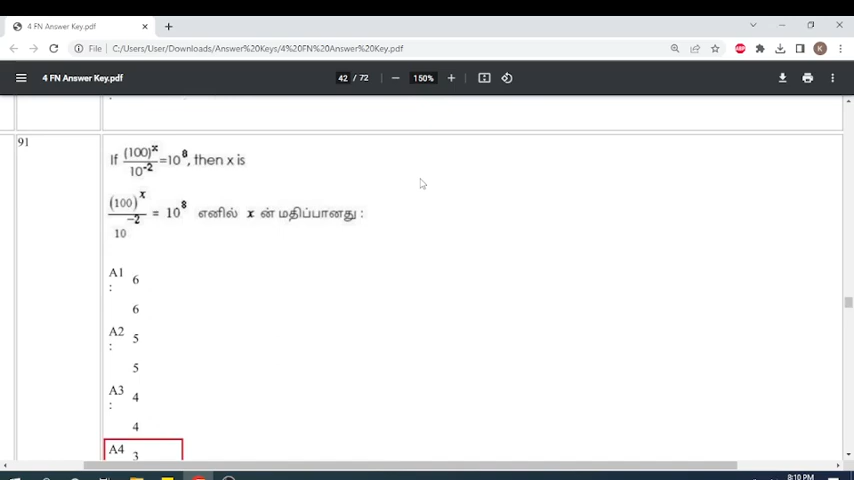 4 FN Answer Key.pdf
File C:/Users/User/Downloads/Answer%20Keys/4%20FN%20Answer%20Key.pdf
ABP
K
4 FN Answer Key.pdf 42 / 72 150%
91
If (100)^x / 10^-2 = 10^8, then x is
(100)^x / 10^-2 = 10^8 எனில் x ன் மதிப்பானது :
A1 : 6
6
A2 : 5
5
A3 : 4
4
A4 3
8:10 PM